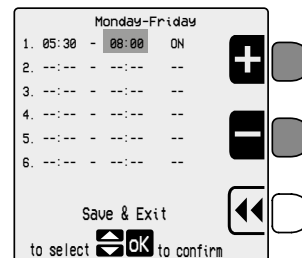 Monday-Friday
1. 05:30 - 08:00 ON
2. --:-- - --:-- --
3. --:-- - --:-- --
4. --:-- - --:-- --
5. --:-- - --:-- --
6. --:-- - --:-- --
Save & Exit
to select OK to confirm